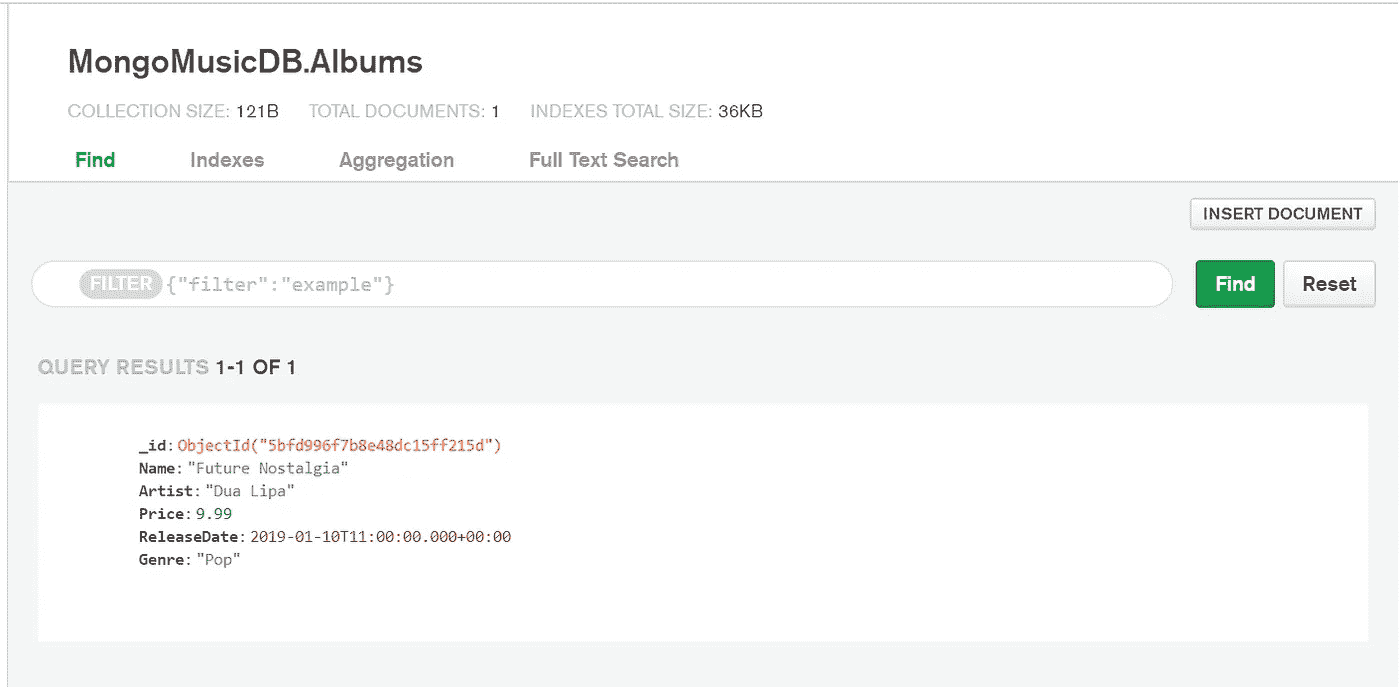 MongoMusicDB.Albums
COLLECTION SIZE: 121B TOTAL DOCUMENTS: 1 INDEXES TOTAL SIZE: 36KB
Find Indexes Aggregation Full Text Search
INSERT DOCUMENT
FILTER {"filter":"example"} Find Reset
QUERY RESULTS 1-1 OF 1
_id: ObjectId("5bfd996f7b8e48dc15ff215d")
Name: "Future Nostalgia"
Artist: "Dua Lipa"
Price: 9.99
ReleaseDate: 2019-01-10T11:00:00.000+00:00
Genre: "Pop"